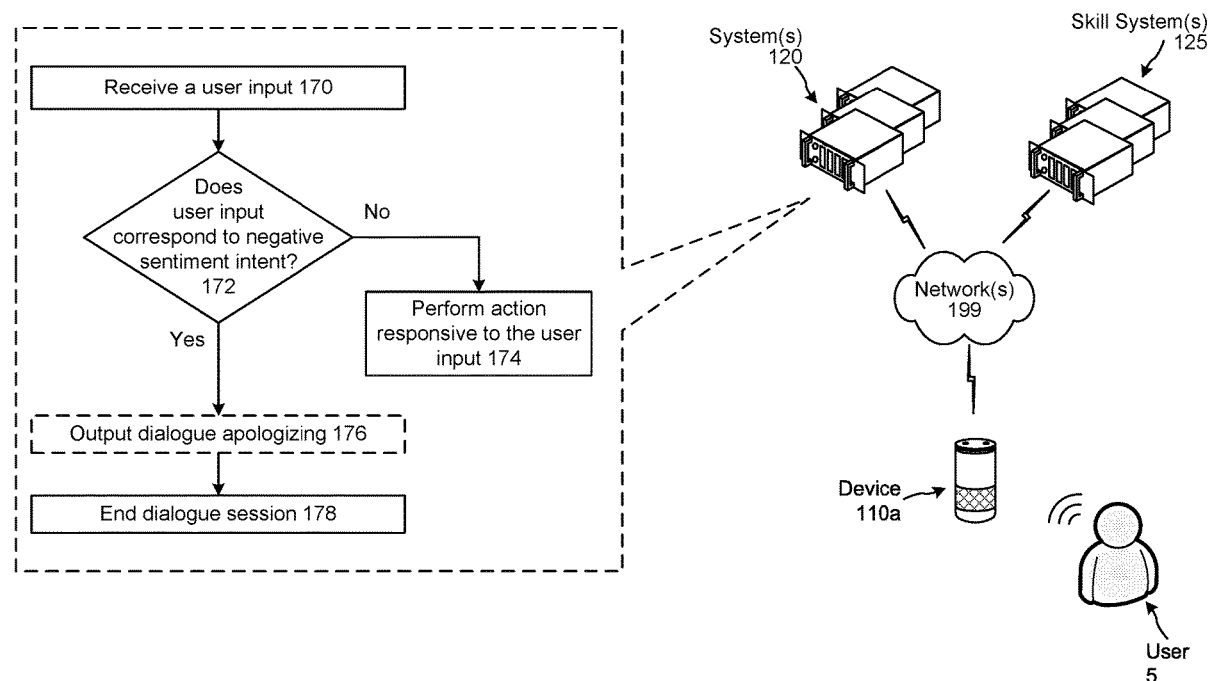 Receive a user input 170
Does
user input
correspond to negative
sentiment intent?
172
No
Yes
Perform action
responsive to the user
input 174
Output dialogue apologizing 176
End dialogue session 178
System(s)
120
Skill System(s)
125
Network(s)
199
Device
110a
User
5